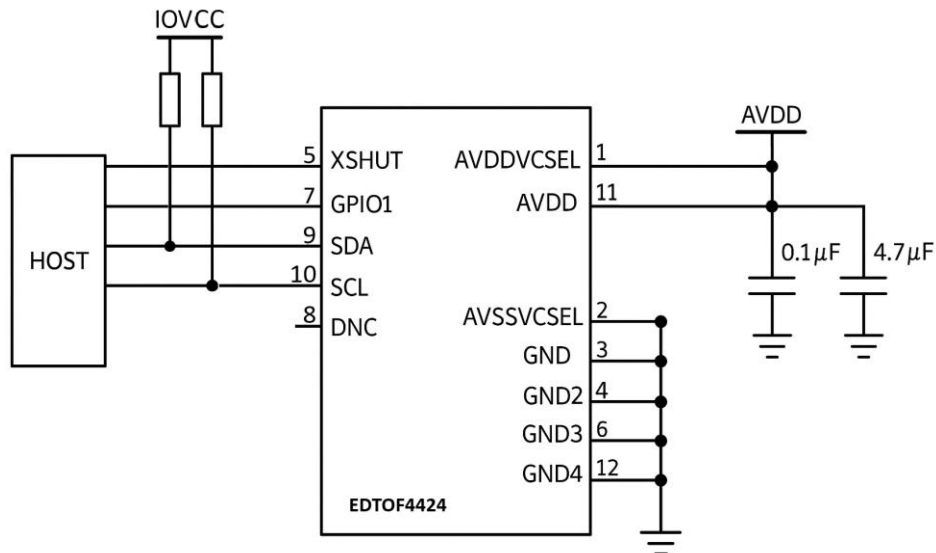 IOVCC
AVDD
HOST
5 XSHUT
7 GPIO1
9 SDA
10 SCL
8 DNC
AVDDVCSEL 1
AVDD 11
0.1μF 4.7μF
AVSSVCSEL 2
GND 3
GND2 4
GND3 6
GND4 12
EDTOF4424